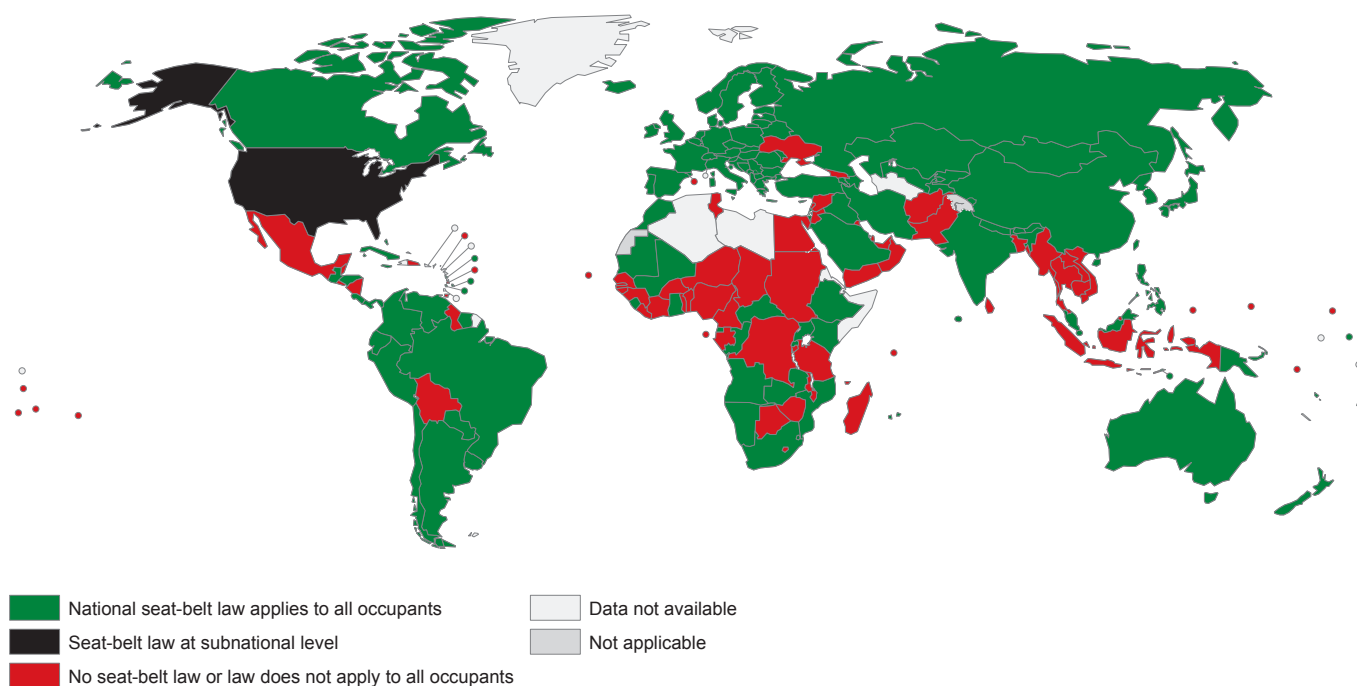 National seat-belt law applies to all occupants
Seat-belt law at subnational level
No seat-belt law or law does not apply to all occupants
Data not available
Not applicable